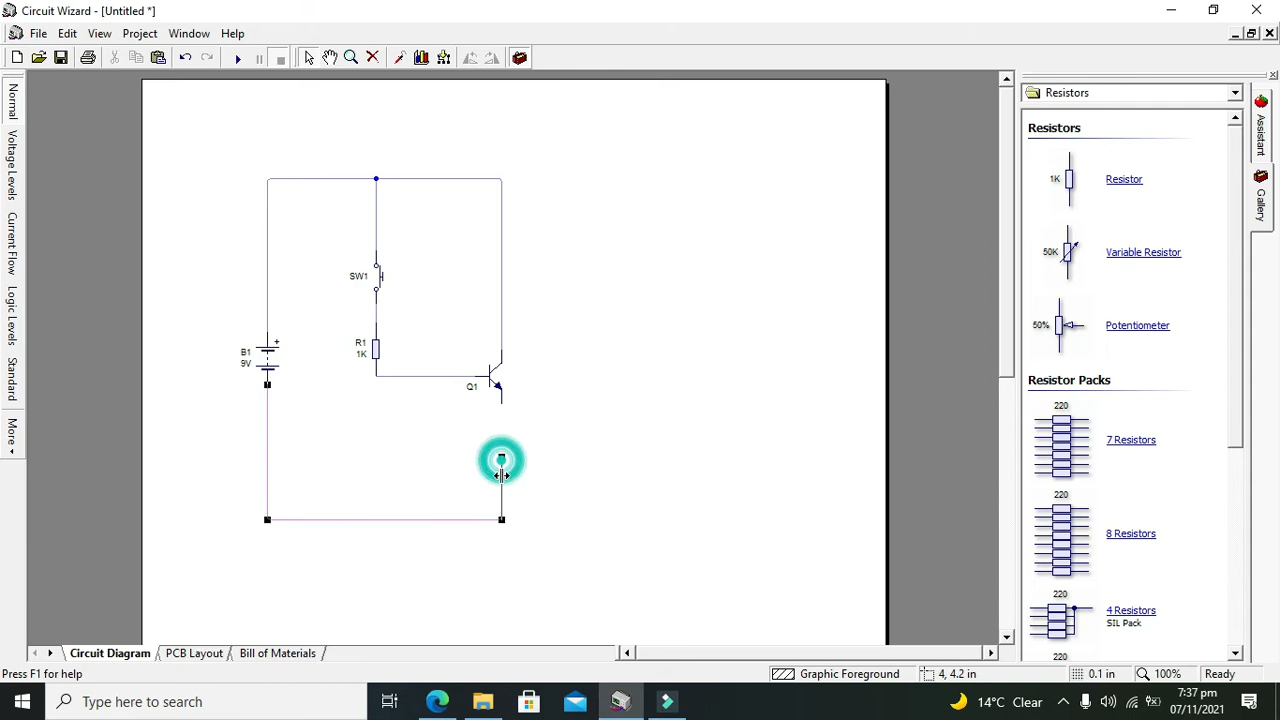 Circuit Wizard - [Untitled *]
File Edit View Project Window Help
Normal
Voltage Levels
Current Flow
Logic Levels
More
SW1
B1
9V
+
R1
1K
Q1
Resistors
Resistors
1K Resistor
50K Variable Resistor
50% Potentiometer
Resistor Packs
220
7 Resistors
220
8 Resistors
220
4 Resistors
SIL Pack
220
Assistant
Gallery
Circuit Diagram PCB Layout Bill of Materials
Press F1 for help Graphic Foreground 4, 4.2 in 0.1 in 100% Ready
Type here to search 14°C Clear 7:37 pm
07/11/2021